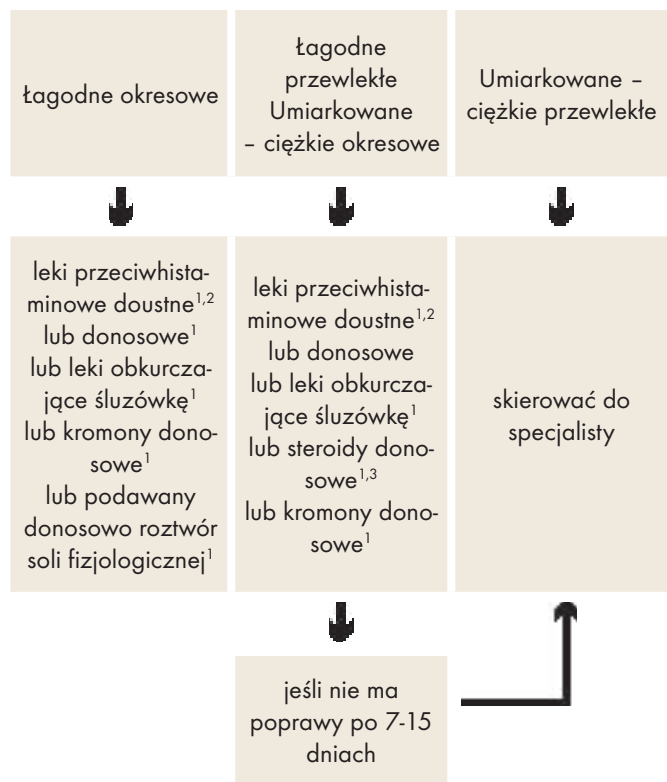 Łagodne okresowe
Łagodne
przewlekłe
Umiarkowane
– ciężkie okresowe
Umiarkowane –
ciężkie przewlekłe
leki przeciwhista-
minowe doustne1,2
lub donosowe1
lub leki obkurcza-
jące śluzówkę1
lub kromony dono-
sowe1
lub podawany
donosowo roztwór
soli fizjologicznej1
leki przeciwhista-
minowe doustne1,2
lub donosowe
lub leki obkurcza-
jące śluzówkę1
lub steroidy dono-
sowe1,3
lub kromony dono-
sowe1
skierować do
specjalisty
jeśli nie ma
poprawy po 7-15
dniach